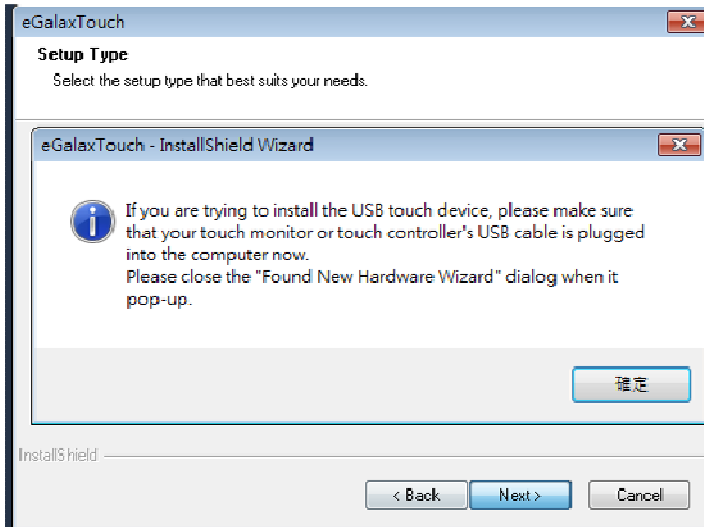 eGalaxTouch
Setup Type
Select the setup type that best suits your needs.
eGalaxTouch - InstallShield Wizard
If you are trying to install the USB touch device, please make sure
that your touch monitor or touch controller's USB cable is plugged
into the computer now.
Please close the "Found New Hardware Wizard" dialog when it
pop-up.
確定
InstallShield
< Back
Next >
Cancel